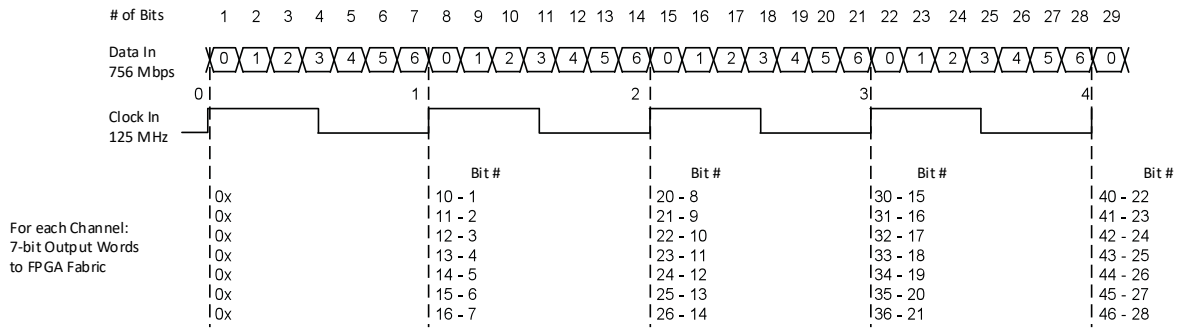 # of Bits 1 2 3 4 5 6 7 8 9 10 11 12 13 14 15 16 17 18 19 20 21 22 23 24 25 26 27 28 29
Data In
756 Mbps
0 1 2 3 4 5 6 0 1 2 3 4 5 6 0 1 2 3 4 5 6 0 1 2 3 4 5 6 0
0 1 2 3 4
Clock In
125 MHz
Bit # Bit # Bit # Bit #
For each Channel:
7-bit Output Words
to FPGA Fabric
0x 10 - 1 20 - 8 30 - 15 40 - 22
0x 11 - 2 21 - 9 31 - 16 41 - 23
0x 12 - 3 22 - 10 32 - 17 42 - 24
0x 13 - 4 23 - 11 33 - 18 43 - 25
0x 14 - 5 24 - 12 34 - 19 44 - 26
0x 15 - 6 25 - 13 35 - 20 45 - 27
0x 16 - 7 26 - 14 36 - 21 46 - 28